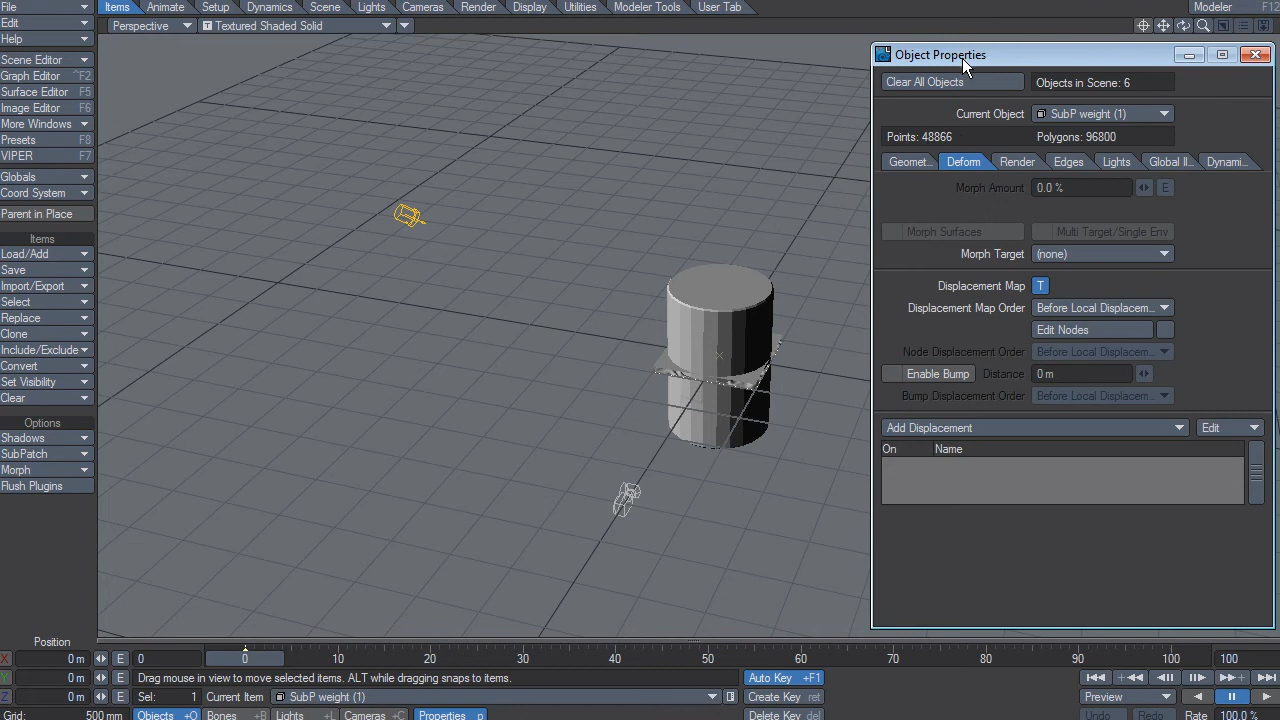 File
Items
Animate
Setup
Dynamics
Scene
Lights
Cameras
Render
Display
Utilities
Modeler Tools
User Tab
Modeler F12
Edit
Perspective
Textured Shaded Solid
Help
Scene Editor
Graph Editor ^F2
Surface Editor F5
Image Editor F6
More Windows
Presets F8
VIPER F7
Globals
Coord System
Parent in Place
Items
Load/Add
Save
Import/Export
Select
Replace
Clone
Include/Exclude
Convert
Set Visibility
Clear
Options
Shadows
SubPatch
Morph
Flush Plugins
Object Properties
Clear All Objects
Objects in Scene: 6
Current Object
SubP weight (1)
Points: 48866
Polygons: 96800
Geomet...
Deform
Render
Edges
Lights
Global Il...
Dynami...
Morph Amount
0.0 %
E
Morph Surfaces
Multi Target/Single Env
Morph Target
(none)
Displacement Map
T
Displacement Map Order
Before Local Displacem...
Edit Nodes
Node Displacement Order
Before Local Displacem...
Enable Bump
Distance
0 m
Bump Displacement Order
Before Local Displacem...
Add Displacement
Edit
On
Name
Position
X 0 m E
0
0 10 20 30 40 50 60 70 80 90 100
100
Y 0 m E
Drag mouse in view to move selected items. ALT while dragging snaps to items.
Auto Key +F1
Z 0 m E
Sel: 1
Current Item
SubP weight (1)
Create Key ret
Preview
Grid: 500 mm
Objects +O
Bones +B
Lights +L
Cameras +C
Properties p
Delete Key del
Undo
Redo
Rate 100.0 %